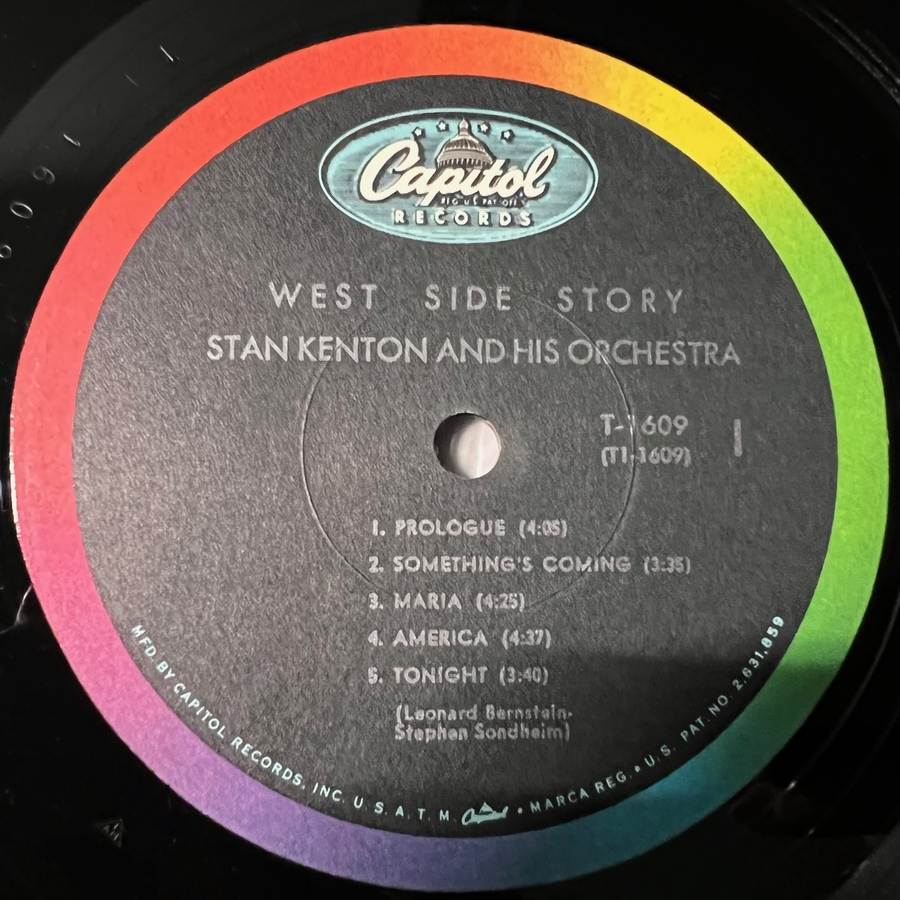 Capitol
REG. U.S. PAT. OFF.
RECORDS
WEST SIDE STORY
STAN KENTON AND HIS ORCHESTRA
T-1609
(T1-1609)
1
1. PROLOGUE (4:05)
2. SOMETHING'S COMING (3:35)
3. MARIA (4:25)
4. AMERICA (4:37)
5. TONIGHT (3:40)
(Leonard Bernstein-
Stephen Sondheim)
MFD BY CAPITOL RECORDS, INC. U. S. A. T. M. Capitol • MARCA REG. • U.S. PAT. NO. 2,631,859